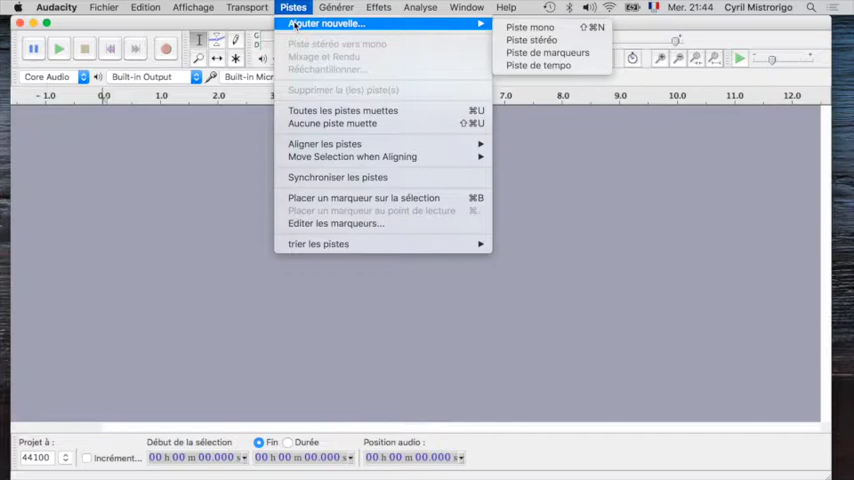 Audacity Fichier Edition Affichage Transport Pistes Générer Effets Analyse Window Help Mer. 21:44 Cyril Mistrorigo
Ajouter nouvelle...
Piste mono ⇧⌘N
Piste stéréo
Piste de marqueurs
Piste de tempo
Piste stéréo vers mono
Mixage et Rendu
Rééchantillonner...
Supprimer la (les) piste(s)
Toutes les pistes muettes ⌘U
Aucune piste muette ⇧⌘U
Aligner les pistes
Move Selection when Aligning
Synchroniser les pistes
Placer un marqueur sur la sélection ⌘B
Placer un marqueur au point de lecture ⌘.
Editer les marqueurs...
trier les pistes
G
D
Core Audio Built-in Output Built-in Mic
- 1.0 0.0 1.0 2.0 9.0 10.0 11.0 12.0
Projet à : Début de la sélection Fin Durée Position audio :
44100 Incrément... 00 h 00 m 00.000 s 00 h 00 m 00.000 s 00 h 00 m 00.000 s